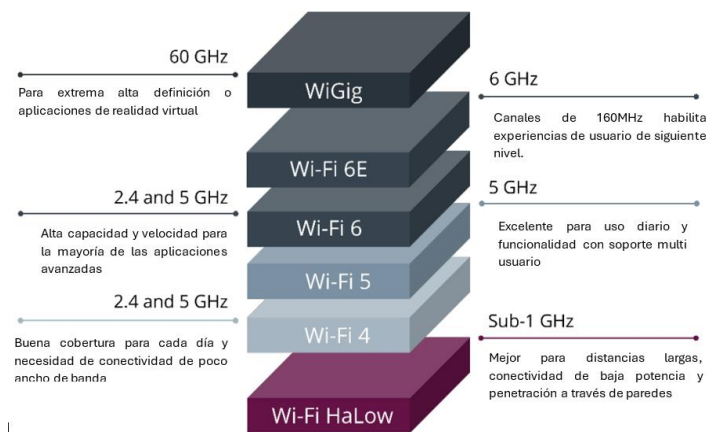 60 GHz
Para extrema alta definición o
aplicaciones de realidad virtual
WiGig
6 GHz
Canales de 160MHz habilita
experiencias de usuario de siguiente
nivel.
Wi-Fi 6E
2.4 and 5 GHz
Alta capacidad y velocidad para
la mayoría de las aplicaciones
avanzadas
Wi-Fi 6
5 GHz
Excelente para uso diario y
funcionalidad con soporte multi
usuario
Wi-Fi 5
2.4 and 5 GHz
Buena cobertura para cada día y
necesidad de conectividad de poco
ancho de banda
Wi-Fi 4
Sub-1 GHz
Mejor para distancias largas,
conectividad de baja potencia y
penetración a través de paredes
Wi-Fi HaLow